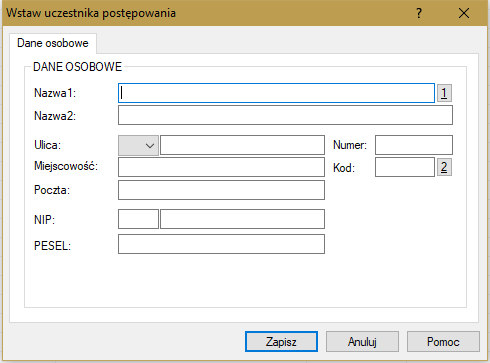 Wstaw uczestnika postępowania
?
Dane osobowe
DANE OSOBOWE
Nazwa1: 1
Nazwa2:
Ulica: Numer:
Miejscowość: Kod: 2
Poczta:
NIP:
PESEL:
Zapisz Anuluj Pomoc